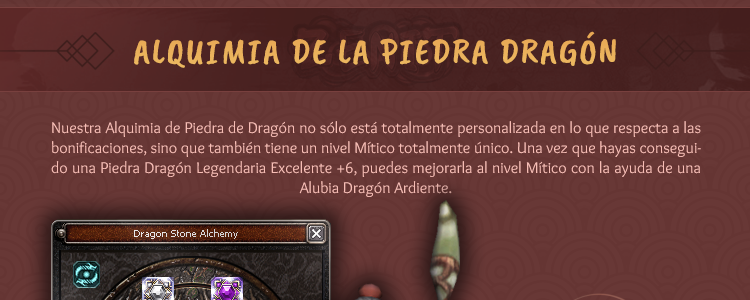 ALQUIMIA DE LA PIEDRA DRAGÓN
Nuestra Alquimia de Piedra de Dragón no sólo está totalmente personalizada en lo que respecta a las
bonificaciones, sino que también tiene un nivel Mítico totalmente único. Una vez que hayas consegui-
do una Piedra Dragón Legendaria Excelente +6, puedes mejorarla al nivel Mítico con la ayuda de una
Alubia Dragón Ardiente.
Dragon Stone Alchemy